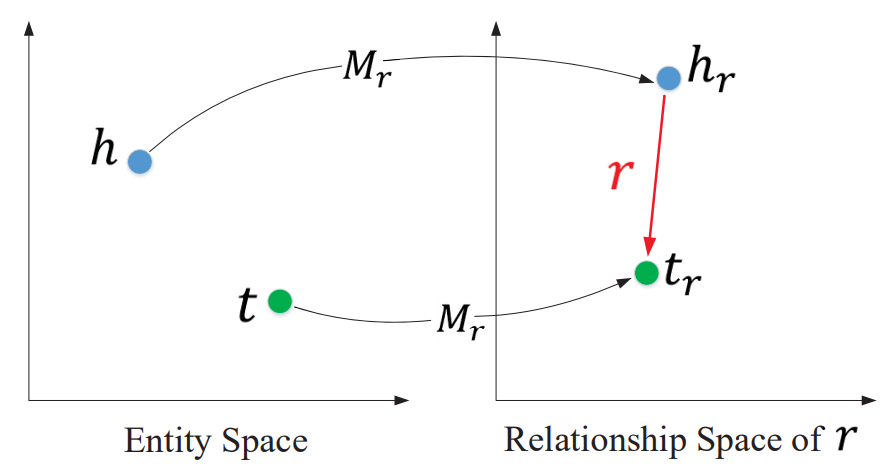 M_r
h_r
h
r
t_r
t
M_r
Entity Space
Relationship Space of r